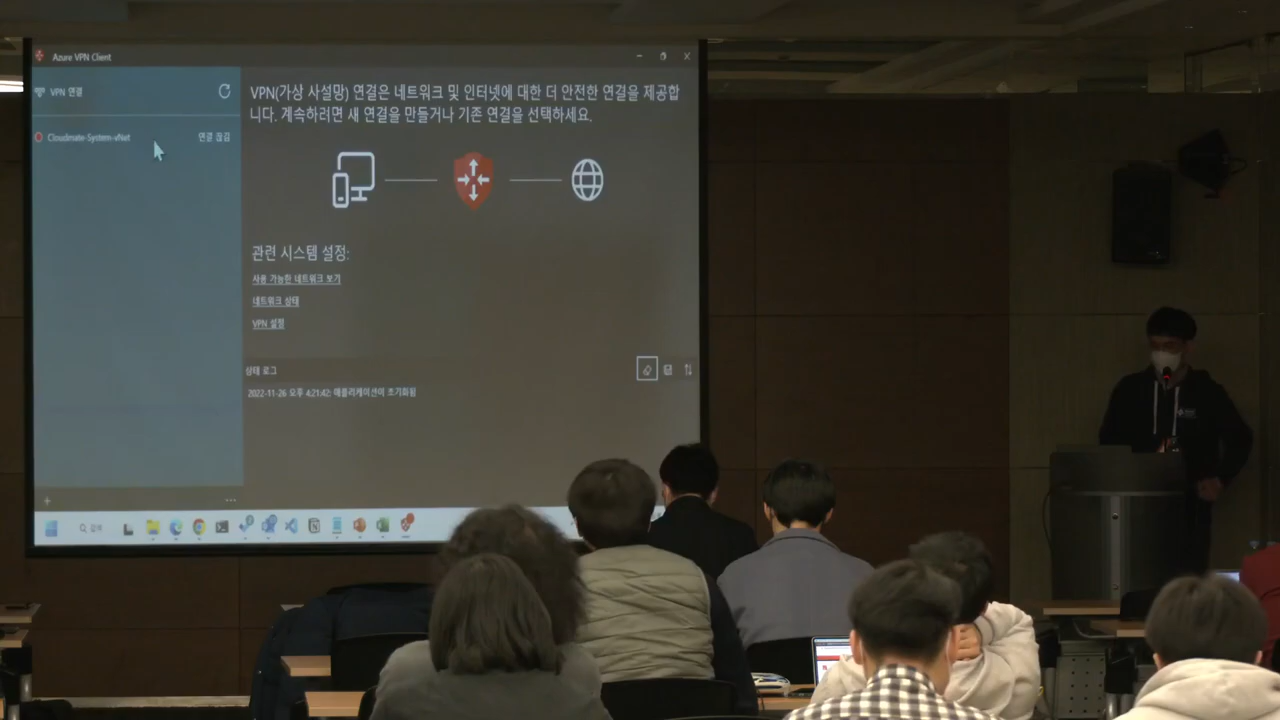 Azure VPN Client
VPN 연결
Cloudmate-System-vNet 연결 끊김
VPN(가상 사설망) 연결은 네트워크 및 인터넷에 대한 더 안전한 연결을 제공합
니다. 계속하려면 새 연결을 만들거나 기존 연결을 선택하세요.
관련 시스템 설정:
사용 가능한 네트워크 보기
네트워크 상태
VPN 설정
상태 로그
2022-11-26 오후 4:21:42: 애플리케이션이 초기화됨
검색